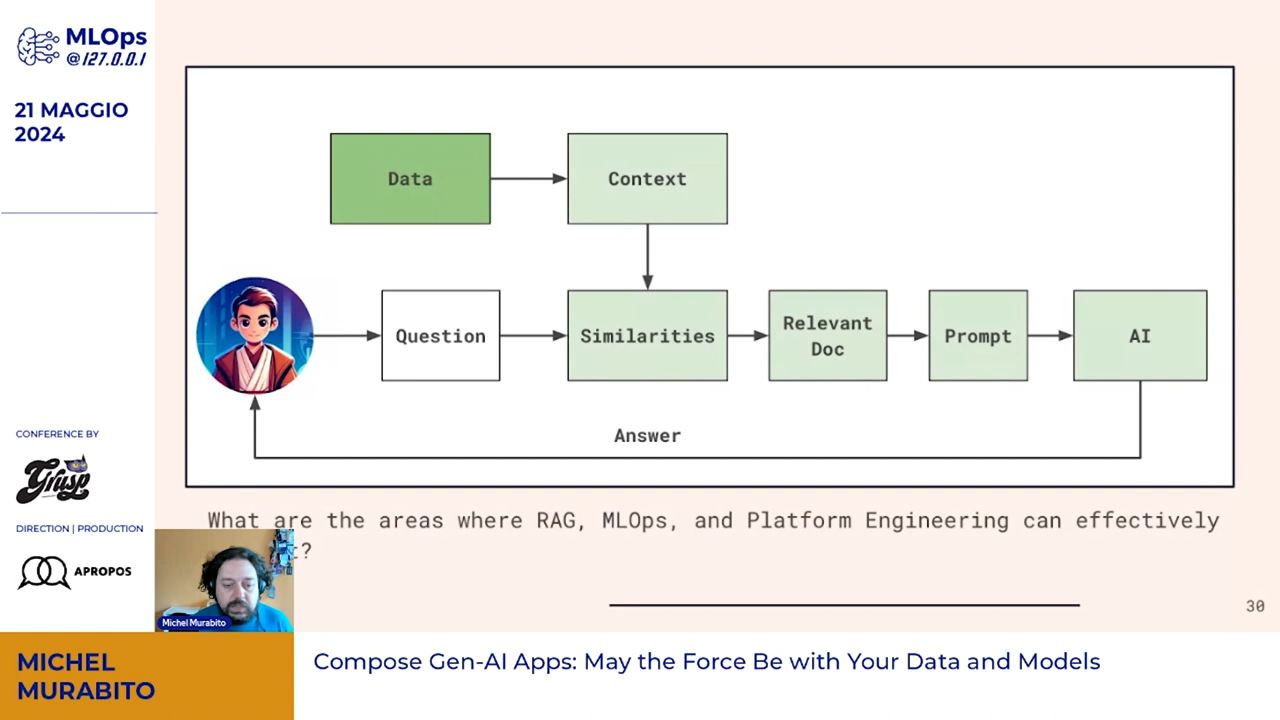 MLOps
@127.0.0.1
21 MAGGIO
2024
Data
Context
Question
Similarities
Relevant
Doc
Prompt
AI
Answer
What are the areas where RAG, MLOps, and Platform Engineering can effectively
t?
30
CONFERENCE BY
Grusp
DIRECTION | PRODUCTION
APROPOS
Michel Murabito
MICHEL
MURABITO
Compose Gen-AI Apps: May the Force Be with Your Data and Models